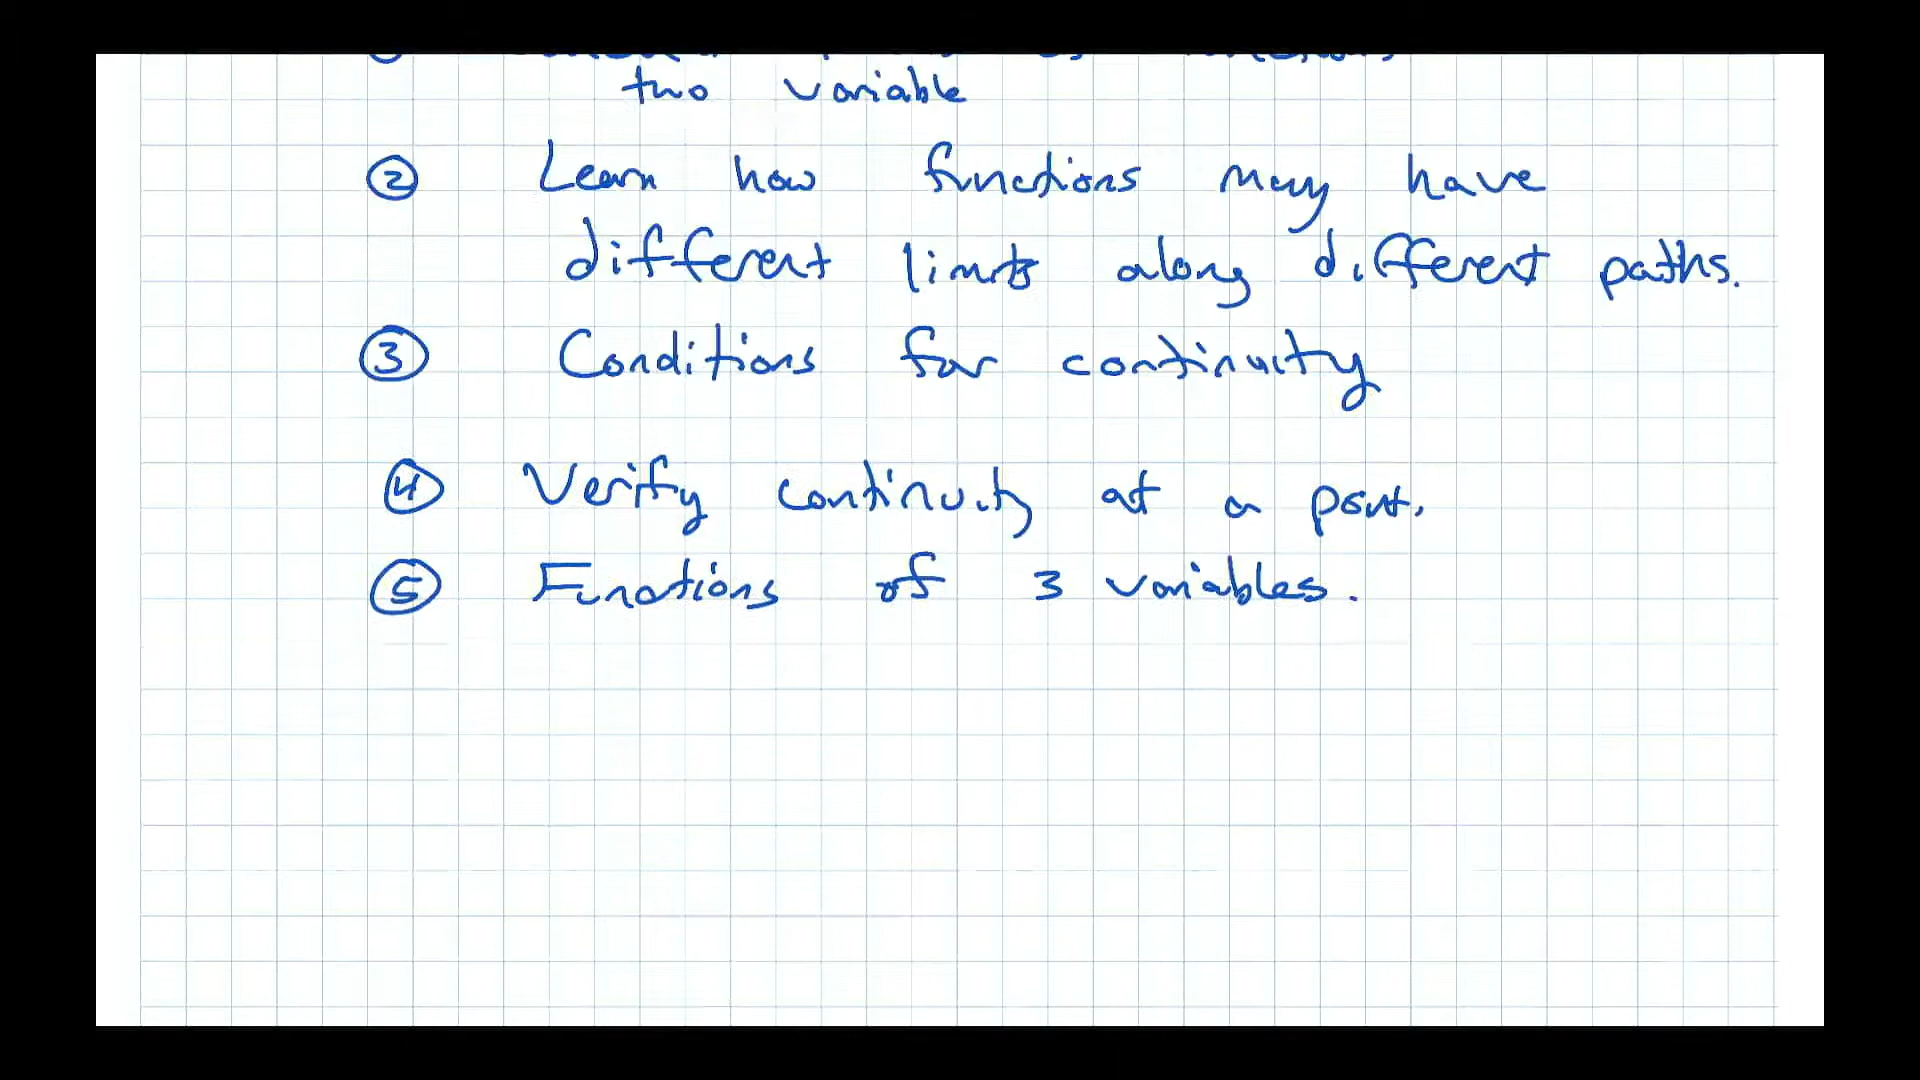 two variable
② Learn how functions may have
different limits along different paths.
③ Conditions for continuity
④ Verify continuity at a point.
⑤ Functions of 3 variables.